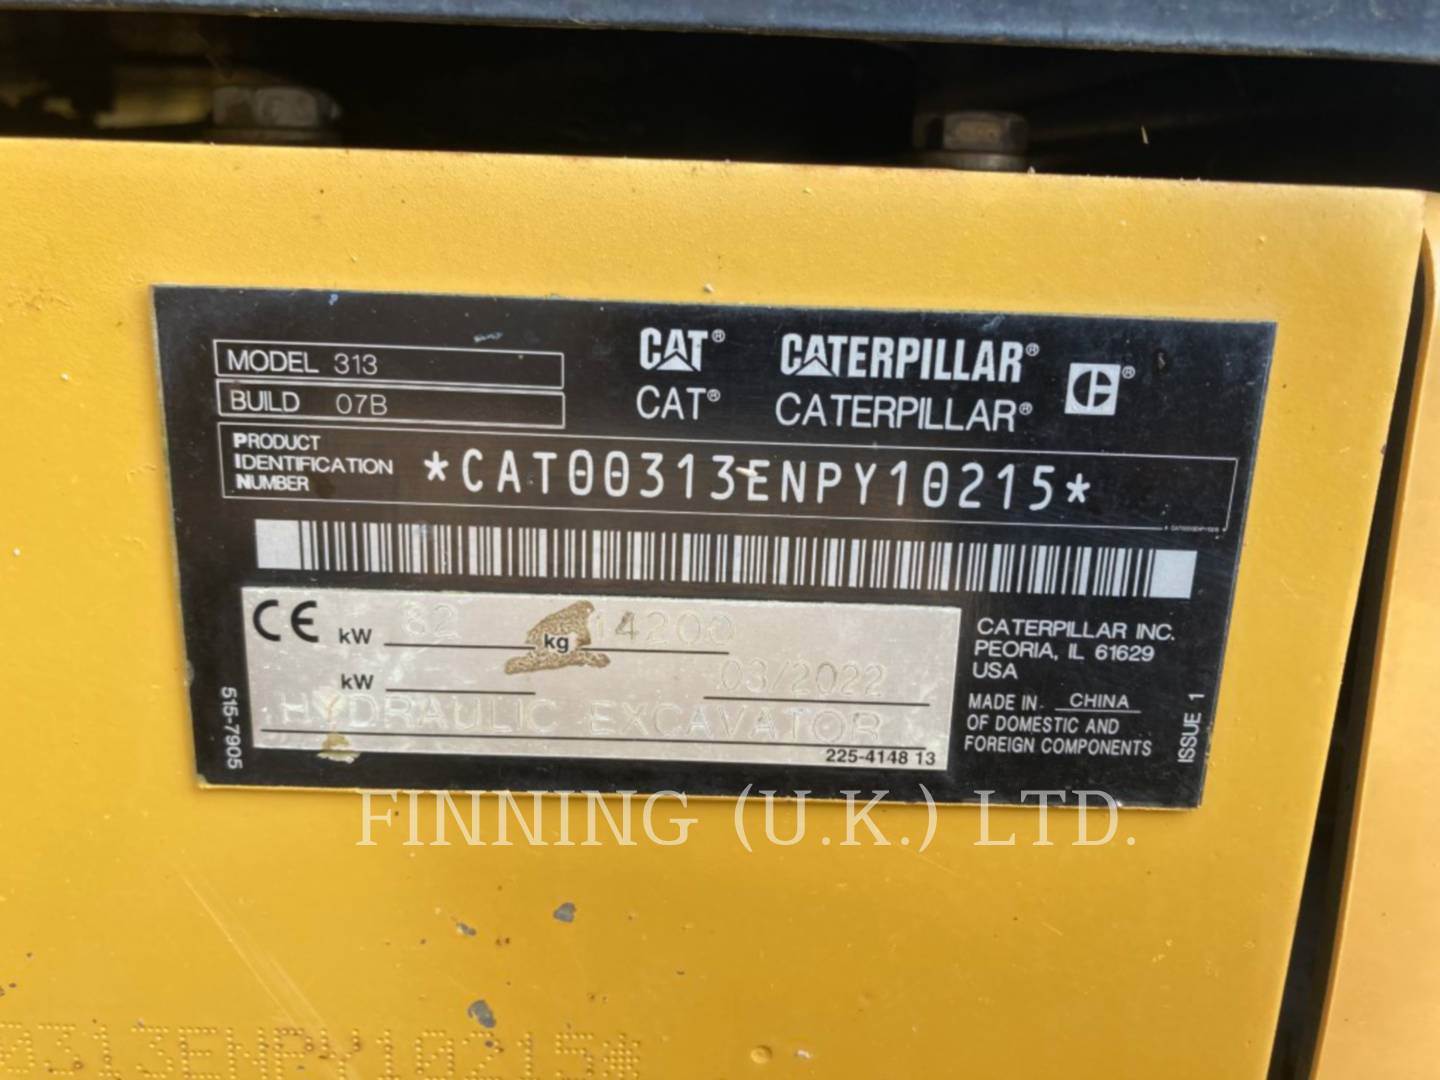 MODEL 313
BUILD 07B
CAT® CATERPILLAR®
CAT® CATERPILLAR®
PRODUCT
IDENTIFICATION
NUMBER
*CAT00313ENPY10215*
CE kW 82 kg 14200
kW 03/2022
HYDRAULIC EXCAVATOR
225-4148 13
515-7905
CATERPILLAR INC.
PEORIA, IL 61629
USA
MADE IN CHINA
OF DOMESTIC AND
FOREIGN COMPONENTS
ISSUE 1
FINNING (U.K.) LTD.
0313ENPY10215*